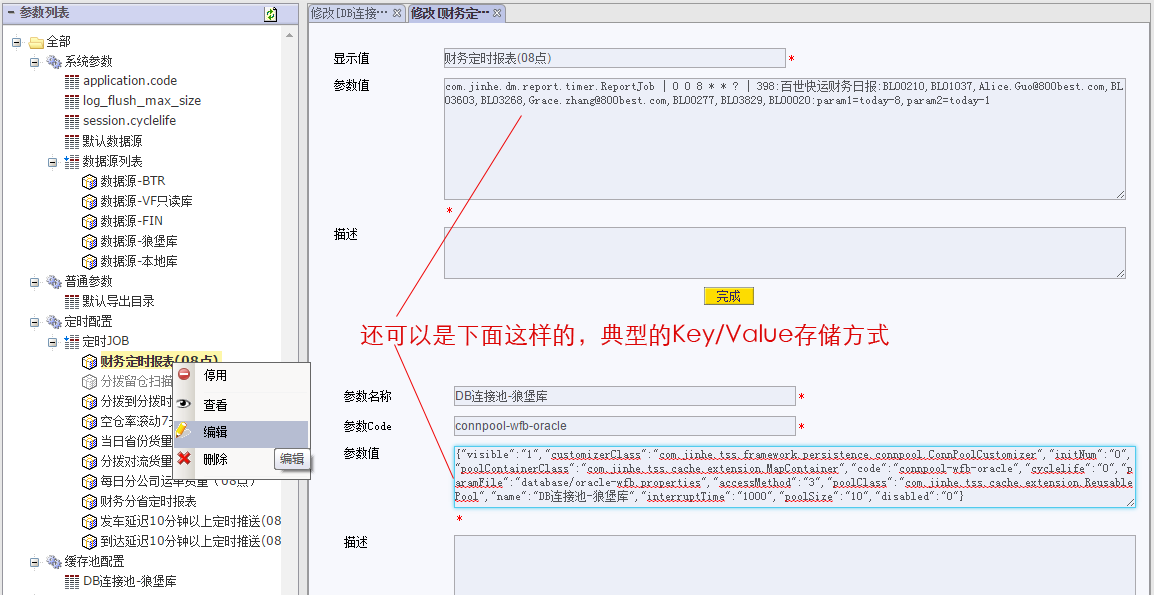 参数列表
全部
系统参数
application.code
log_flush_max_size
session.cyclelife
默认数据源
数据源列表
数据源-BTR
数据源-VF只读库
数据源-FIN
数据源-狼堡库
数据源-本地库
普通参数
默认导出目录
定时配置
定时JOB
财务定时报表(08点)
分拨留仓扫描
分拨到分拨时
空仓率滚动7天
当日省份货量
分拨对流货量
每日分公司运单货量（08点）
财务分省定时报表
发车延迟10分钟以上定时推送(08
到达延迟10分钟以上定时推送(08
缓存池配置
DB连接池-狼堡库
停用
查看
编辑
删除
编辑
修改[DB连接…
修改[财务定…
显示值
财务定时报表(08点)
*
参数值
com.jinhe.dm.report.timer.ReportJob | 0 0 8 * * ? | 398:百世快运财务日报:BL00210,BL01037,Alice.Guo@800best.com,BL
03603,BL03268,Grace.zhang@800best.com,BL00277,BL03829,BL00020:param1=today-8,param2=today-1
*
描述
完成
还可以是下面这样的，典型的Key/Value存储方式
参数名称
DB连接池-狼堡库
*
参数Code
connpool-wfb-oracle
*
参数值
{"visible":"1","customizerClass":"com.jinhe.tss.framework.persistence.connpool.ConnPoolCustomizer","initNum":"0",
"poolContainerClass":"com.jinhe.tss.cache.extension.MapContainer","code":"connpool-wfb-oracle","cyclelife":"0","p
aramFile":"database/oracle-wfb.properties","accessMethod":"3","poolClass":"com.jinhe.tss.cache.extension.Reusable
Pool","name":"DB连接池-狼堡库","interruptTime":"1000","poolSize":"10","disabled":"0"}
*
描述